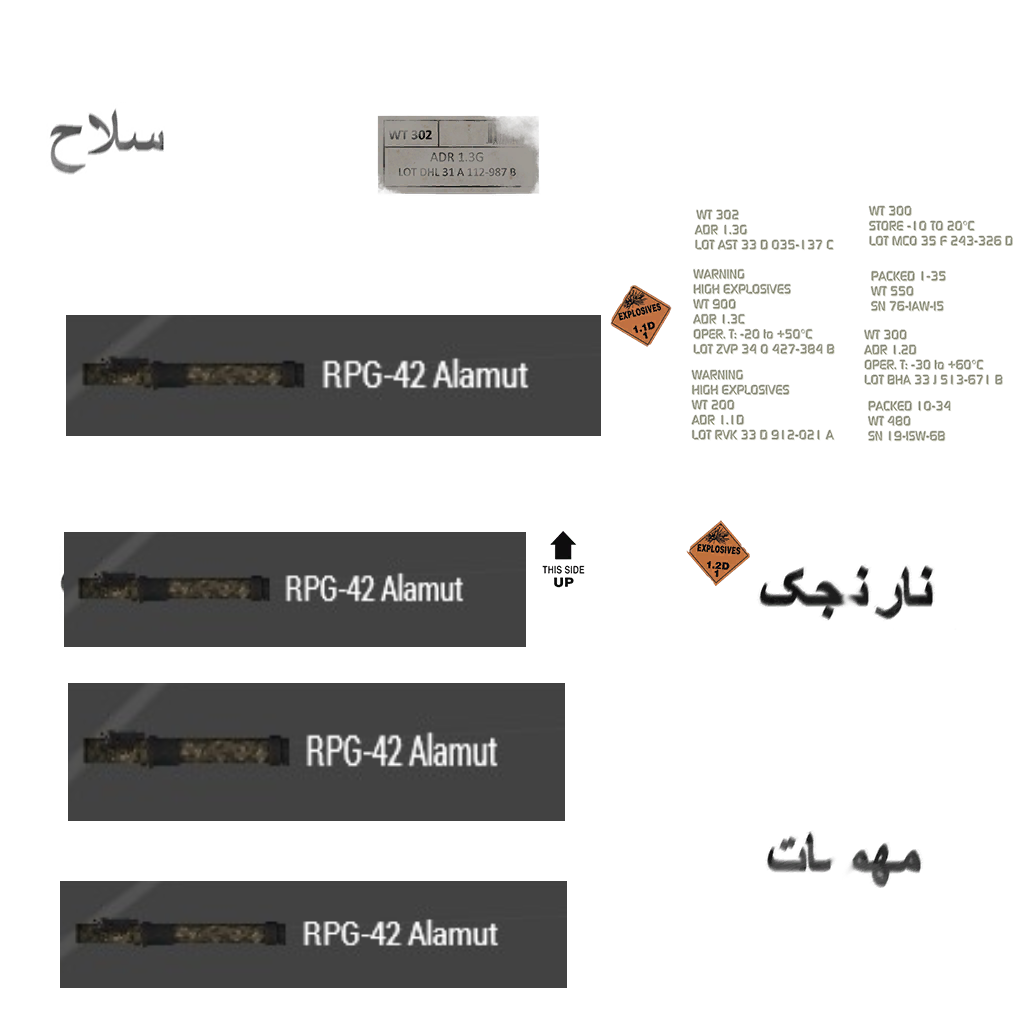 سلاح
WT 302
ADR 1.3G
LOT DHL 31 A 112-987 B
WT 302
ADR 1.3G
LOT AST 33 D 035-137 C
WT 300
STORE -10 TO 20°C
LOT MCO 35 F 243-326 D
WARNING
HIGH EXPLOSIVES
WT 900
ADR 1.3C
OPER. T: -20 to +50°C
LOT ZVP 34 O 427-384 B
PACKED 1-35
WT 550
SN 76-IAW-I5
EXPLOSIVES
1.1D
1
RPG-42 Alamut
WT 300
ADR 1.2D
OPER. T: -30 to +60°C
LOT BHA 33 J 513-671 B
WARNING
HIGH EXPLOSIVES
WT 200
ADR 1.1D
LOT RVK 33 D 912-021 A
PACKED 10-34
WT 480
SN 19-ISW-6B
RPG-42 Alamut
THIS SIDE
UP
EXPLOSIVES
1.2D
1
نارنجک
RPG-42 Alamut
مهمات
RPG-42 Alamut